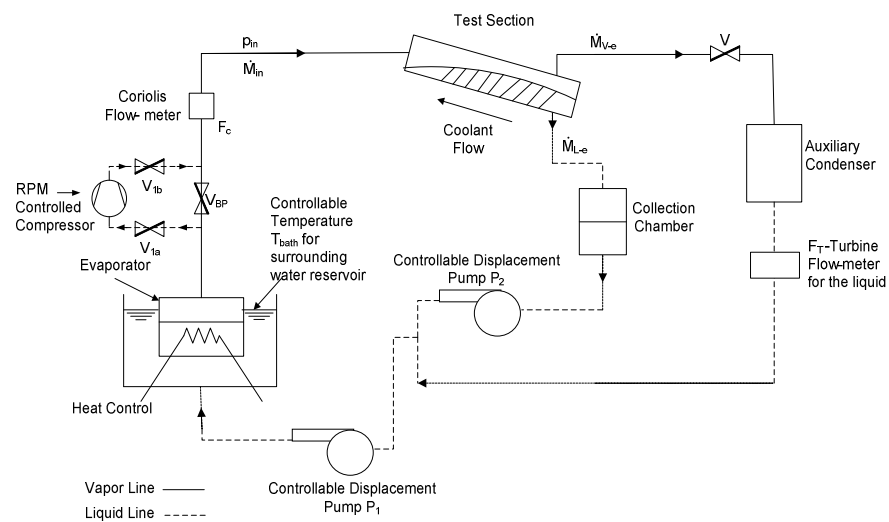 Test Section
p_in
Ṁ_in
Ṁ_V-e
V
Coriolis
Flow- meter
F_c
Coolant
Flow
Ṁ_L-e
Auxiliary
Condenser
V_1b
RPM
Controlled
Compressor
V_BP
V_1a
Controllable
Temperature
T_bath for
surrounding
water reservoir
Collection
Chamber
Evaporator
Controllable Displacement
Pump P_2
F_T-Turbine
Flow-meter
for the liquid
Heat Control
Controllable Displacement
Pump P_1
Vapor Line
Liquid Line